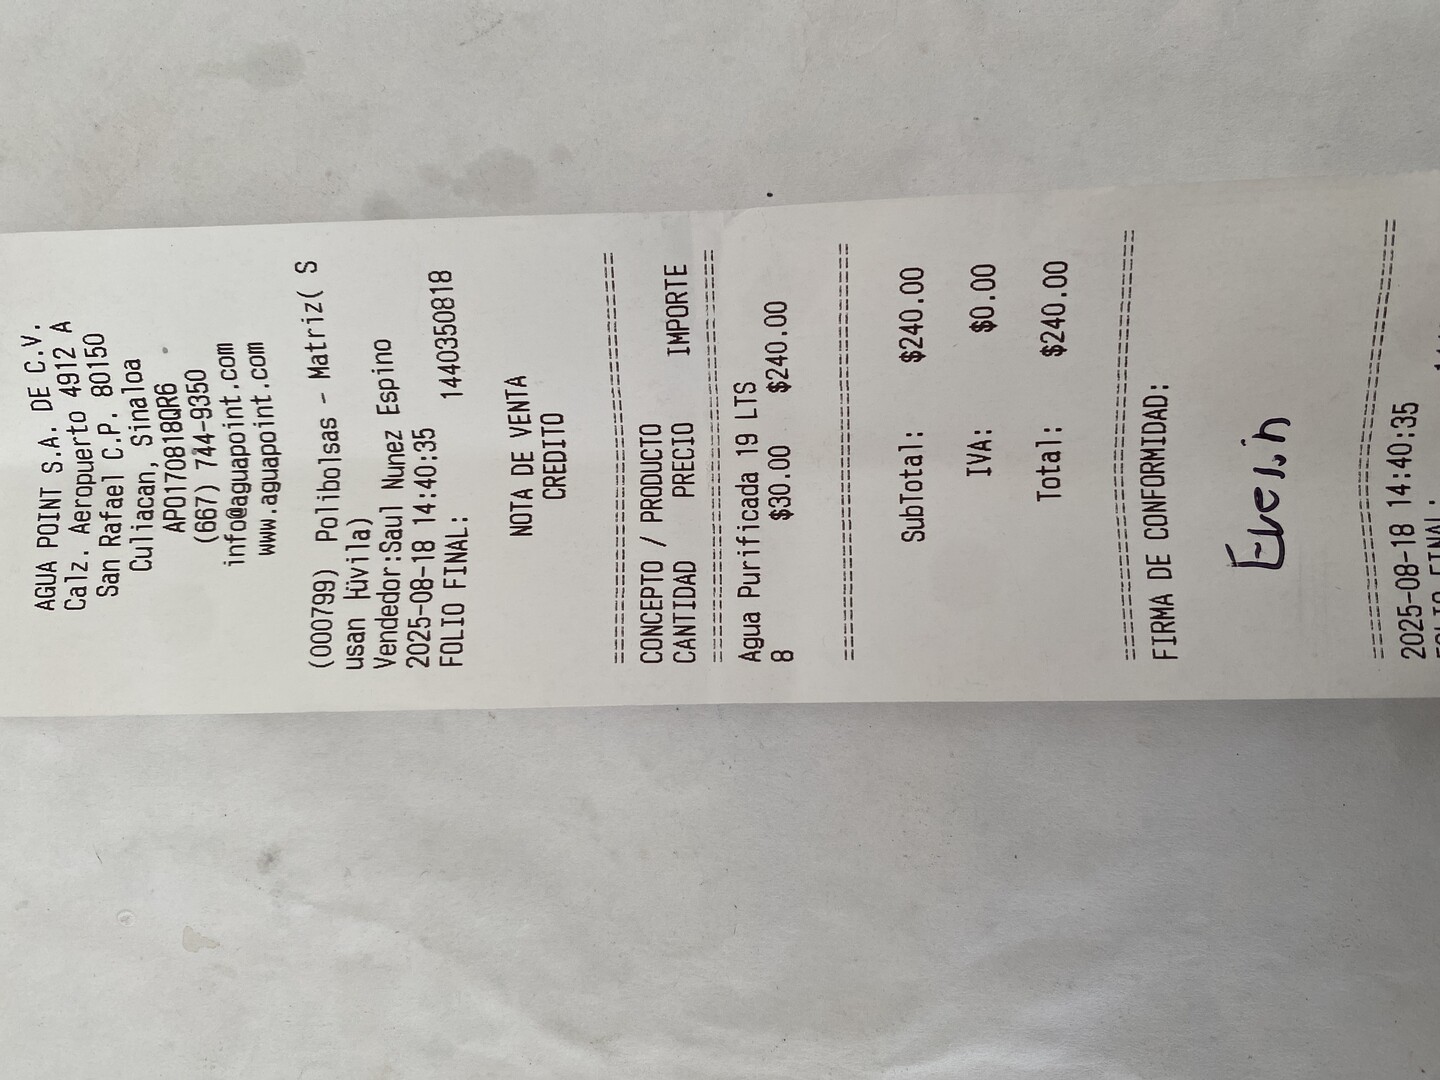 AGUA POINT S.A. DE C.V.
Calz. Aeropuerto 4912 A
San Rafael C.P. 80150
Culiacan, Sinaloa
APO170818QR6
(667) 744-9350
info@aguapoint.com
www.aguapoint.com
(000799) Polibolsas - Matriz( S
usan
Vendedor:Saul Nunez Espino
2025-08-18 14:40:35
FOLIO FINAL: 1440350818
NOTA DE VENTA
CREDITO
================================
CONCEPTO / PRODUCTO
CANTIDAD PRECIO IMPORTE
================================
Agua Purificada 19 LTS
8 $30.00 $240.00
================================
SubTotal: $240.00
IVA: $0.00
Total: $240.00
================================
FIRMA DE CONFORMIDAD:
Evelin
================================
2025-08-18 14:40:35
FOLIO FINAL: